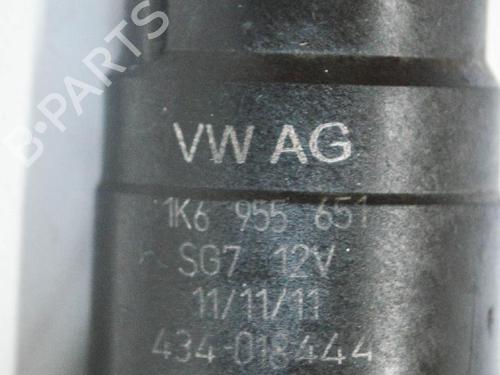 B-PARTS
VW AG
1K6 955 651
SG7 12V
11/11/11
434-018444